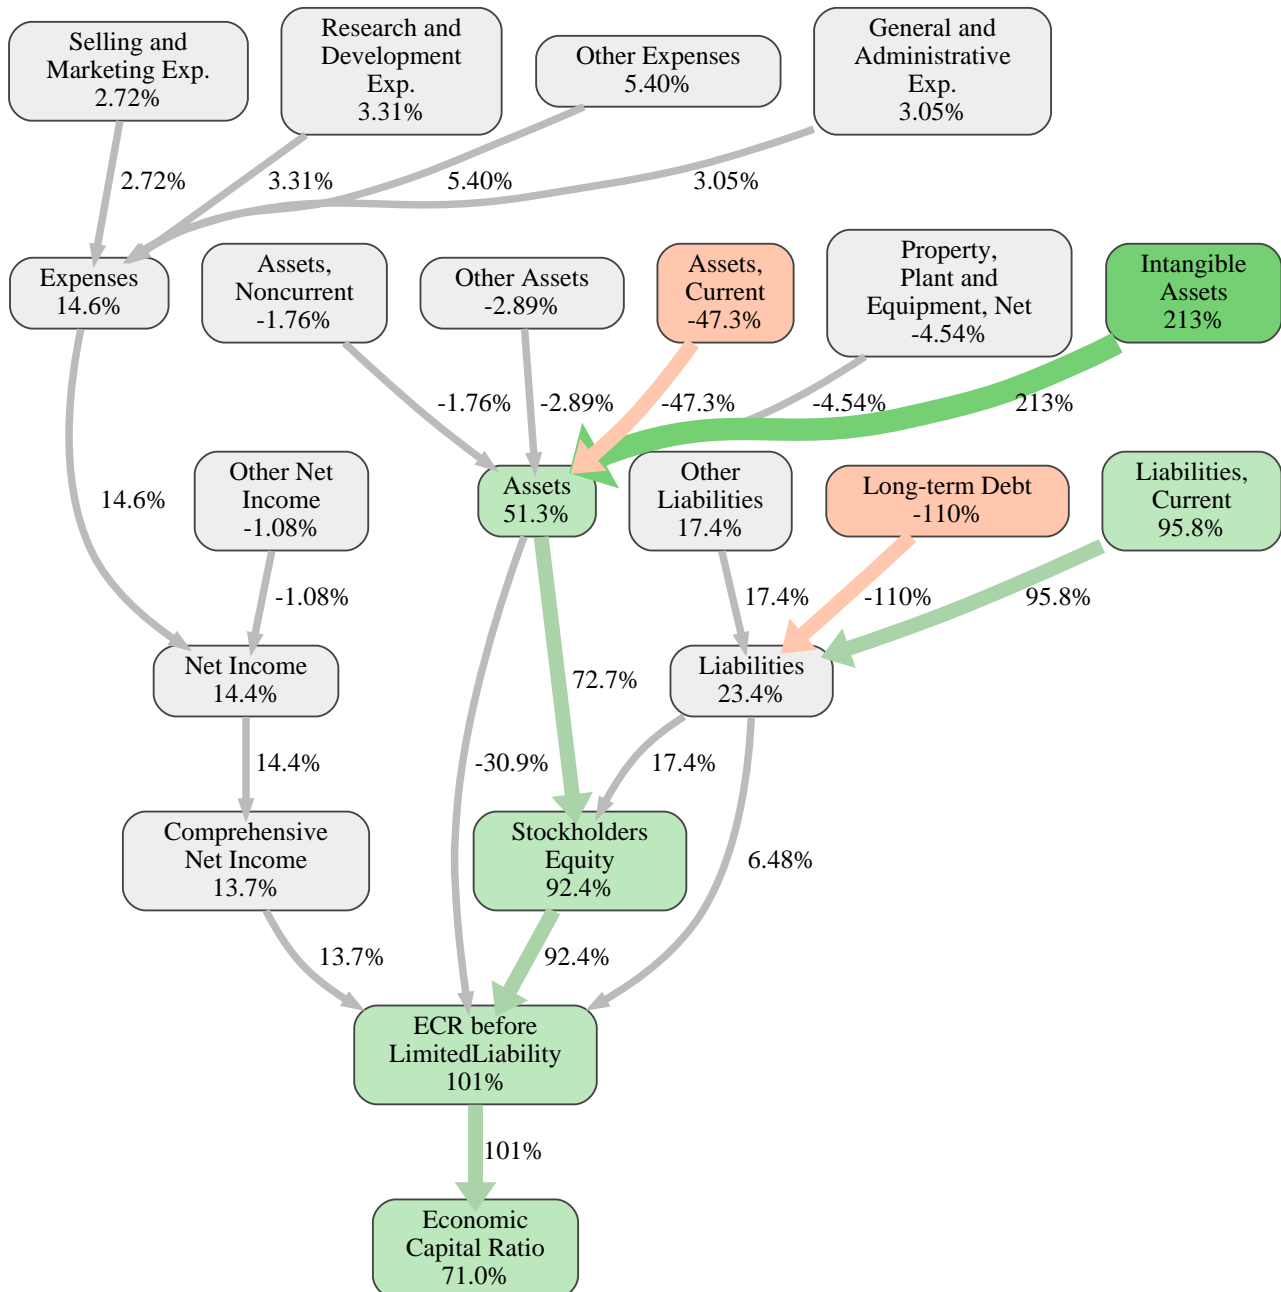 Selling and
Marketing Exp.
2.72%
Research and
Development
Exp.
3.31%
Other Expenses
5.40%
General and
Administrative
Exp.
3.05%
2.72%
3.31%
5.40%
3.05%
Expenses
14.6%
Assets,
Noncurrent
-1.76%
Other Assets
-2.89%
Assets,
Current
-47.3%
Property,
Plant and
Equipment, Net
-4.54%
Intangible
Assets
213%
-1.76%
-2.89%
-47.3%
-4.54%
213%
14.6%
Other Net
Income
-1.08%
Assets
51.3%
Other
Liabilities
17.4%
Long-term Debt
-110%
Liabilities,
Current
95.8%
-1.08%
17.4%
-110%
95.8%
Net Income
14.4%
72.7%
Liabilities
23.4%
14.4%
-30.9%
17.4%
Comprehensive
Net Income
13.7%
Stockholders
Equity
92.4%
6.48%
13.7%
92.4%
ECR before
LimitedLiability
101%
101%
Economic
Capital Ratio
71.0%